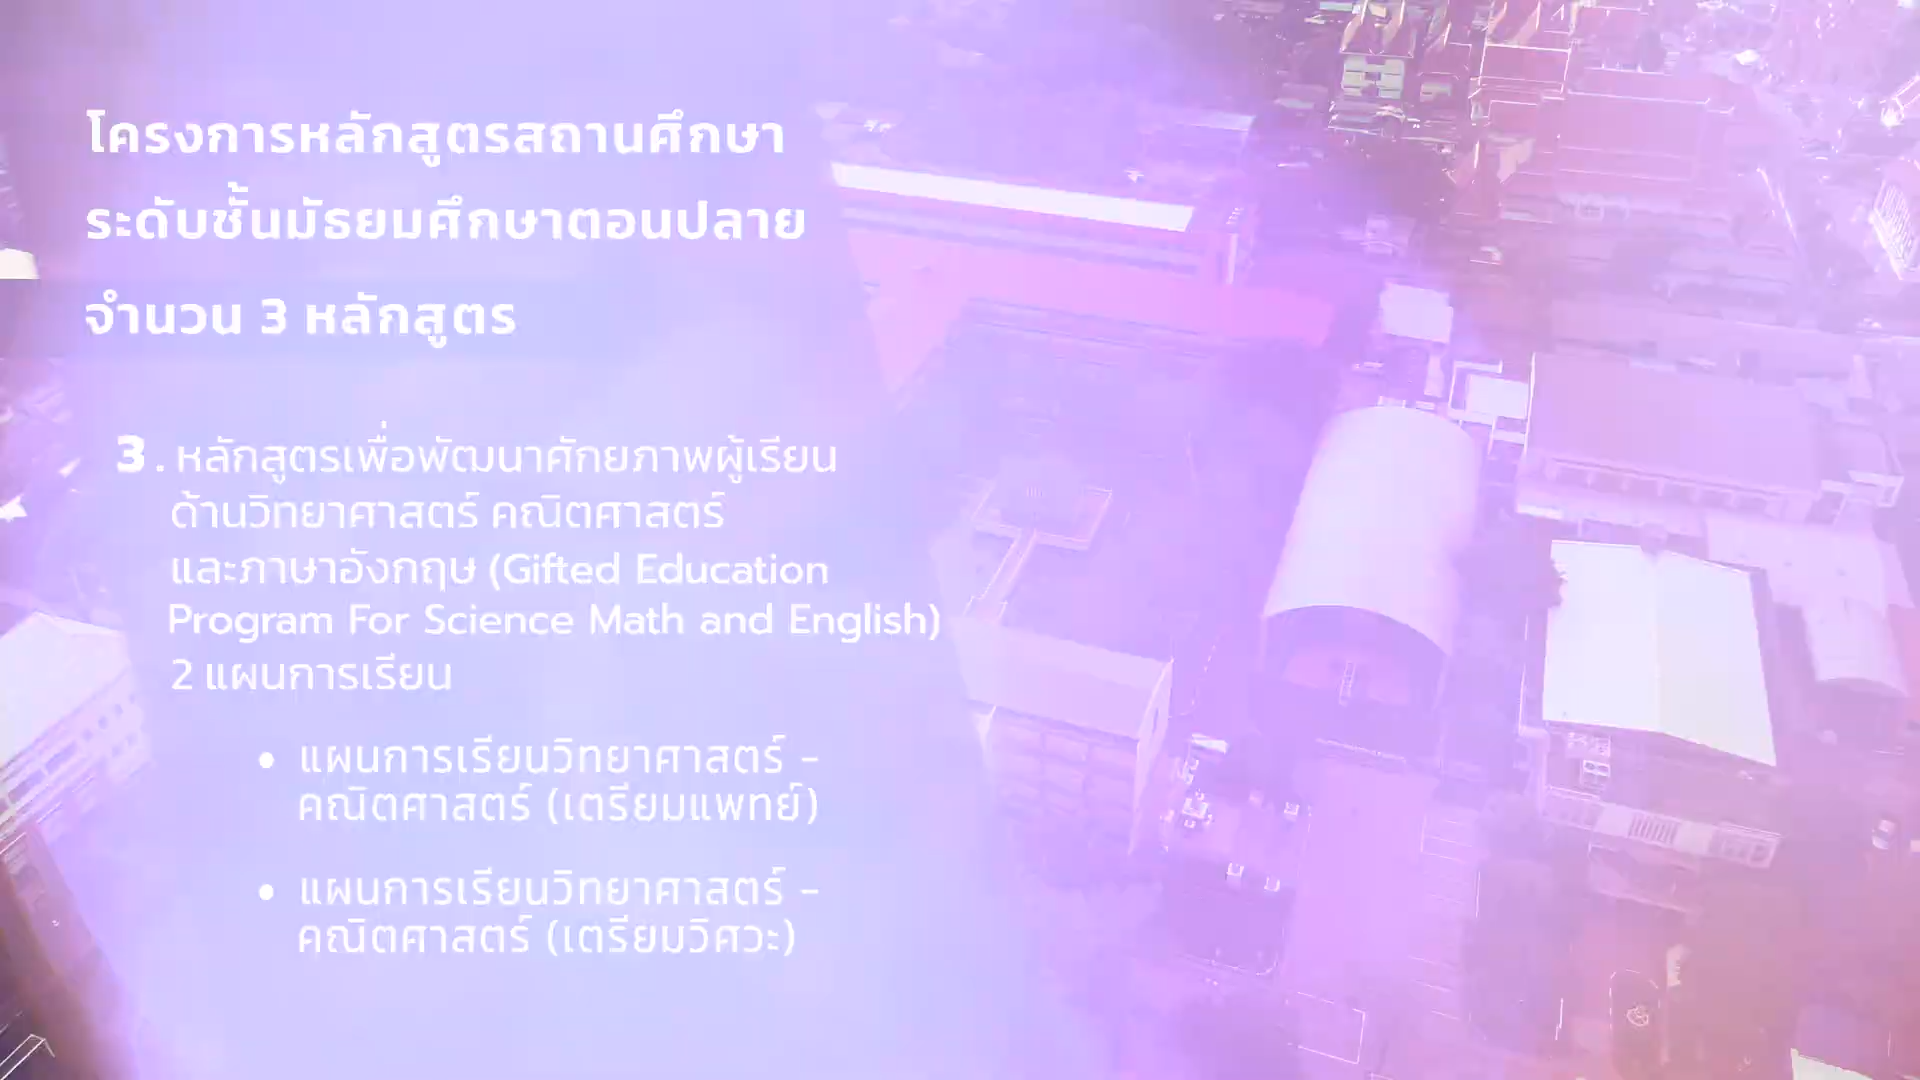 โครงการหลักสูตรสถานศึกษา
ระดับชั้นมัธยมศึกษาตอนปลาย
จำนวน 3 หลักสูตร
3. หลักสูตรเพื่อพัฒนาศักยภาพผู้เรียน
ด้านวิทยาศาสตร์ คณิตศาสตร์
และภาษาอังกฤษ (Gifted Education
Program For Science Math and English)
2 แผนการเรียน
• แผนการเรียนวิทยาศาสตร์ –
คณิตศาสตร์ (เตรียมแพทย์)
• แผนการเรียนวิทยาศาสตร์ –
คณิตศาสตร์ (เตรียมวิศวะ)